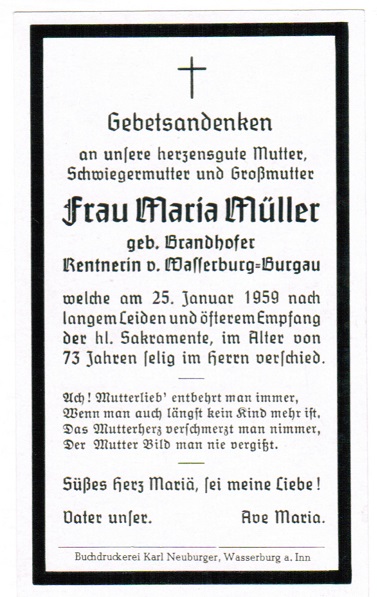 Gebetsandenken
an unsere herzensgute Mutter,
Schwiegermutter und Großmutter
Frau Maria Müller
geb. Brandhofer
Rentnerin v. Wasserburg=Burgau
welche am 25. Januar 1959 nach
langem Leiden und öfterem Empfang
der hl. Sakramente, im Alter von
73 Jahren selig im Herrn verschied.
Ach! Mutterlieb' entbehrt man immer,
Wenn man auch längst kein Kind mehr ist.
Das Mutterherz verschmerzt man nimmer,
Der Mutter Bild man nie vergißt.
Süßes Herz Mariä, sei meine Liebe!
Vater unser. Ave Maria.
Buchdruckerei Karl Neuburger, Wasserburg a. Inn